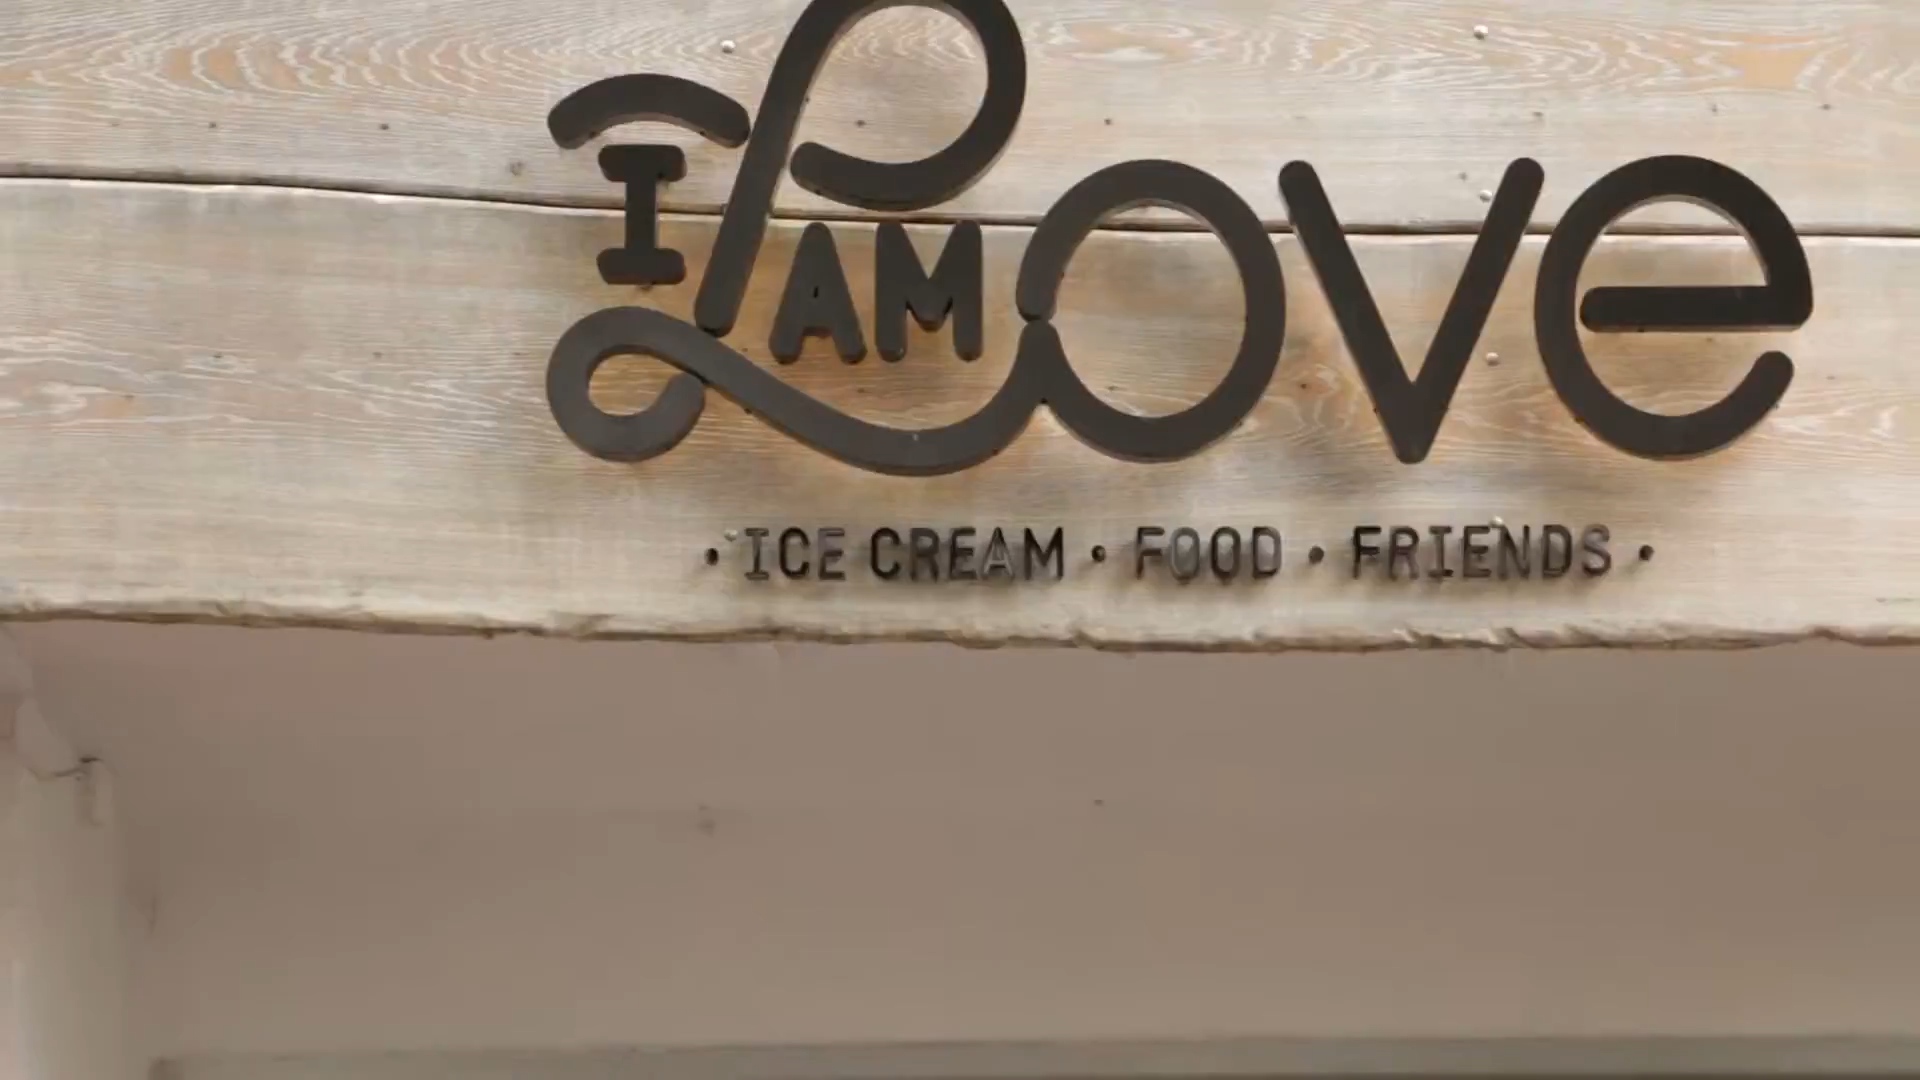 I AM Love
• ICE CREAM • FOOD • FRIENDS •